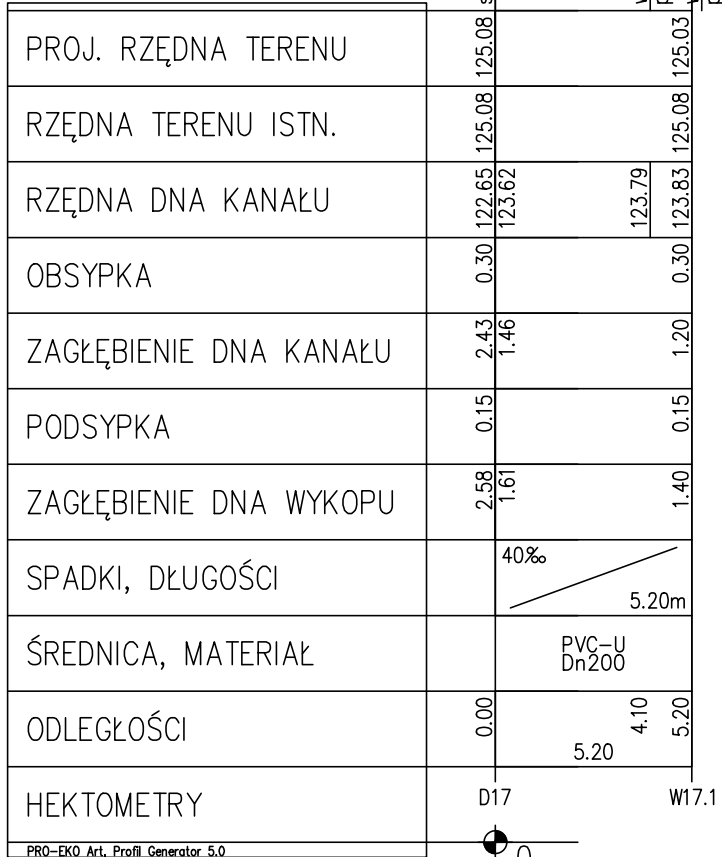 PROJ. RZĘDNA TERENU 125.08 125.03
RZĘDNA TERENU ISTN. 125.08 125.08
RZĘDNA DNA KANAŁU 122.65 123.62 123.79 123.83
OBSYPKA 0.30 0.30
ZAGŁĘBIENIE DNA KANAŁU 2.43 1.46 1.20
PODSYPKA 0.15 0.15
ZAGŁĘBIENIE DNA WYKOPU 2.58 1.61 1.40
SPADKI, DŁUGOŚCI 40‰ 5.20m
ŚREDNICA, MATERIAŁ PVC-U
Dn200
ODLEGŁOŚCI 0.00 4.10 5.20
5.20
HEKTOMETRY D17 W17.1
PRO-EKO Art, Profil Generator 5.0